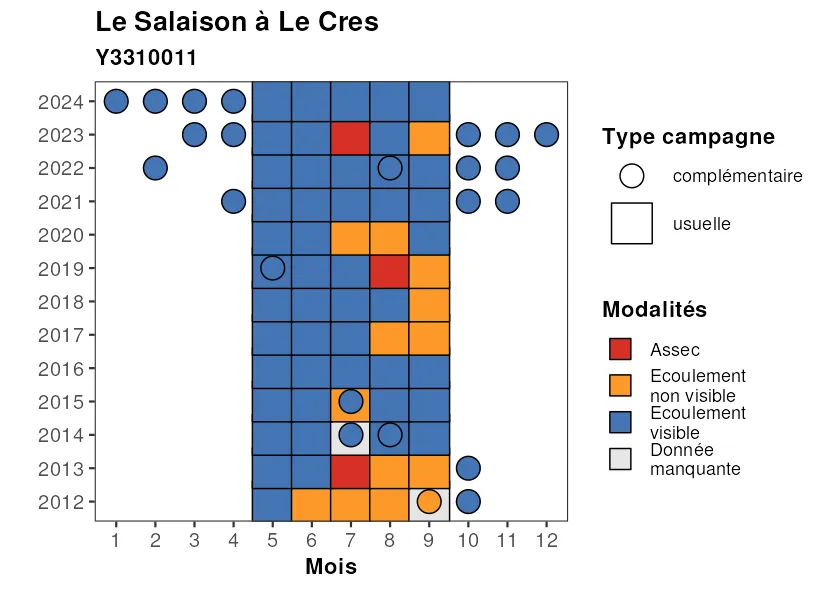 Le Salaison à Le Cres
Y3310011
2024
2023
2022
2021
2020
2019
2018
2017
2016
2015
2014
2013
2012
1 2 3 4 5 6 7 8 9 10 11 12
Mois
Type campagne
complémentaire
usuelle
Modalités
Assec
Ecoulement
non visible
Ecoulement
visible
Donnée
manquante